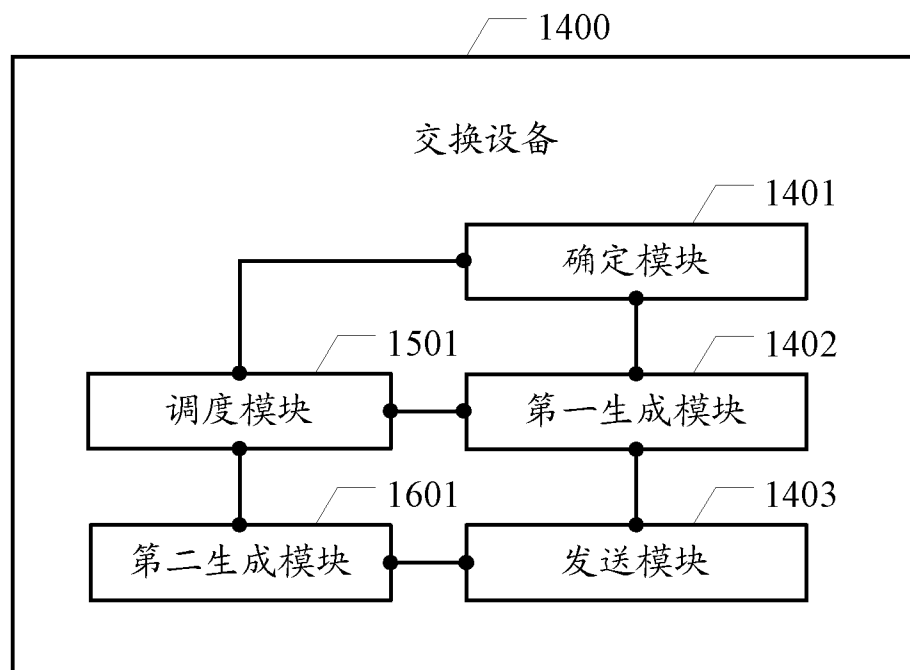 1400
交换设备
1401
确定模块
1501
1402
调度模块
第一生成模块
1601
1403
第二生成模块
发送模块